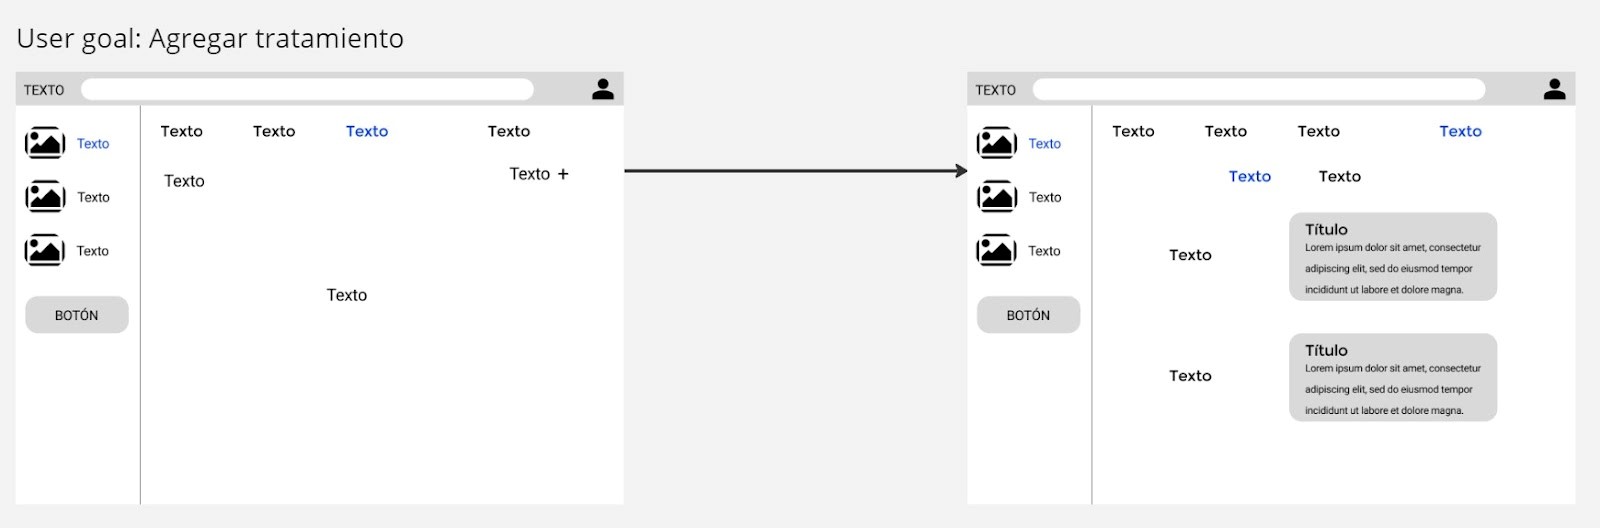 User goal: Agregar tratamiento
TEXTO
Texto Texto Texto Texto
Texto
Texto
Texto +
Texto
Texto
Texto
BOTÓN
TEXTO
Texto Texto Texto Texto
Texto
Texto Texto
Texto
Texto
BOTÓN
Texto
Título
Lorem ipsum dolor sit amet, consectetur
adipiscing elit, sed do eiusmod tempor
incididunt ut labore et dolore magna.
Texto
Título
Lorem ipsum dolor sit amet, consectetur
adipiscing elit, sed do eiusmod tempor
incididunt ut labore et dolore magna.